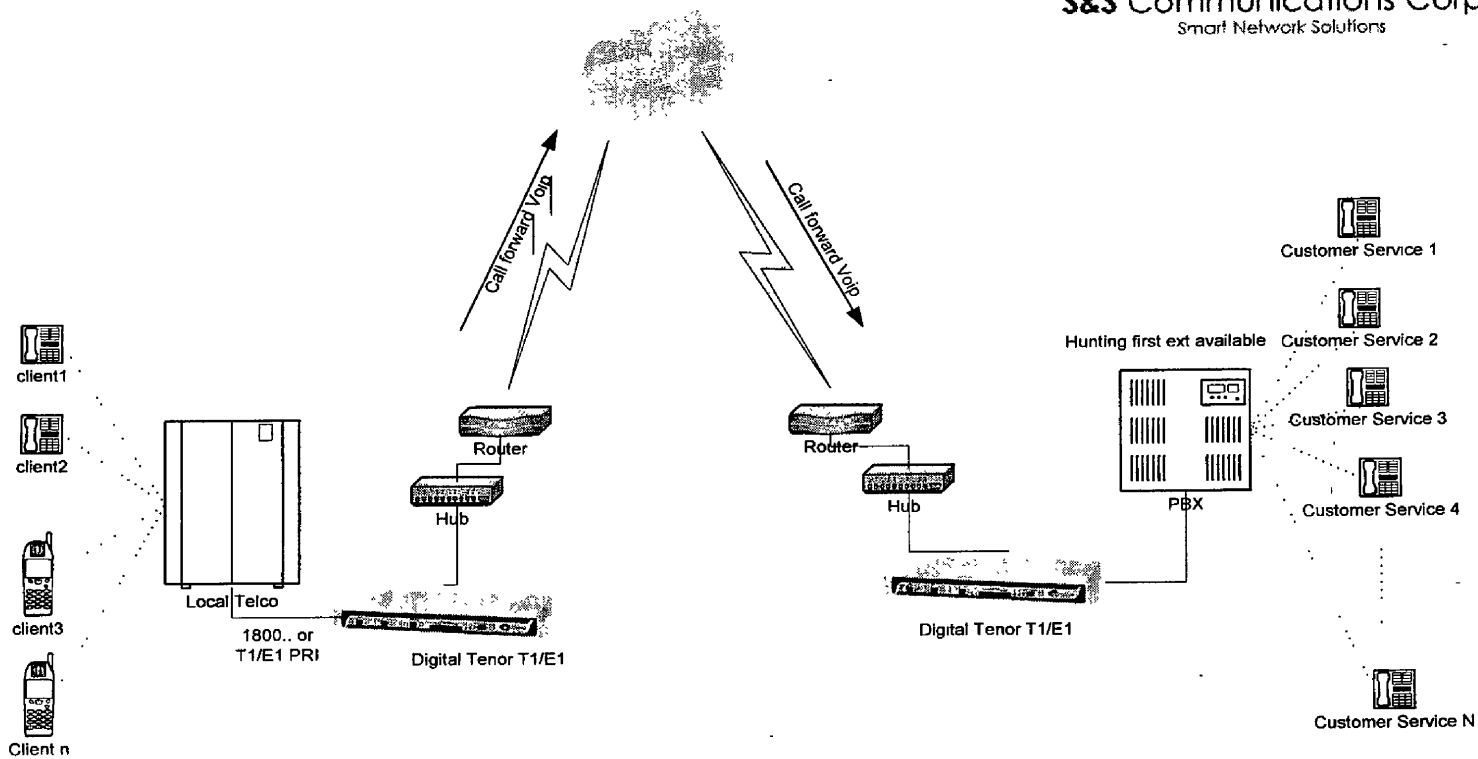 S&S Communications Corp
Smart Network Solutions
Call forward Voip
Call forward Voip
Customer Service 1
Hunting first ext available
Customer Service 2
client1
Customer Service 3
client2
Router
Router
Hub
Hub
PBX
Customer Service 4
Local Telco
client3
1800.. or
T1/E1 PRI
Digital Tenor T1/E1
Digital Tenor T1/E1
Customer Service N
Client n